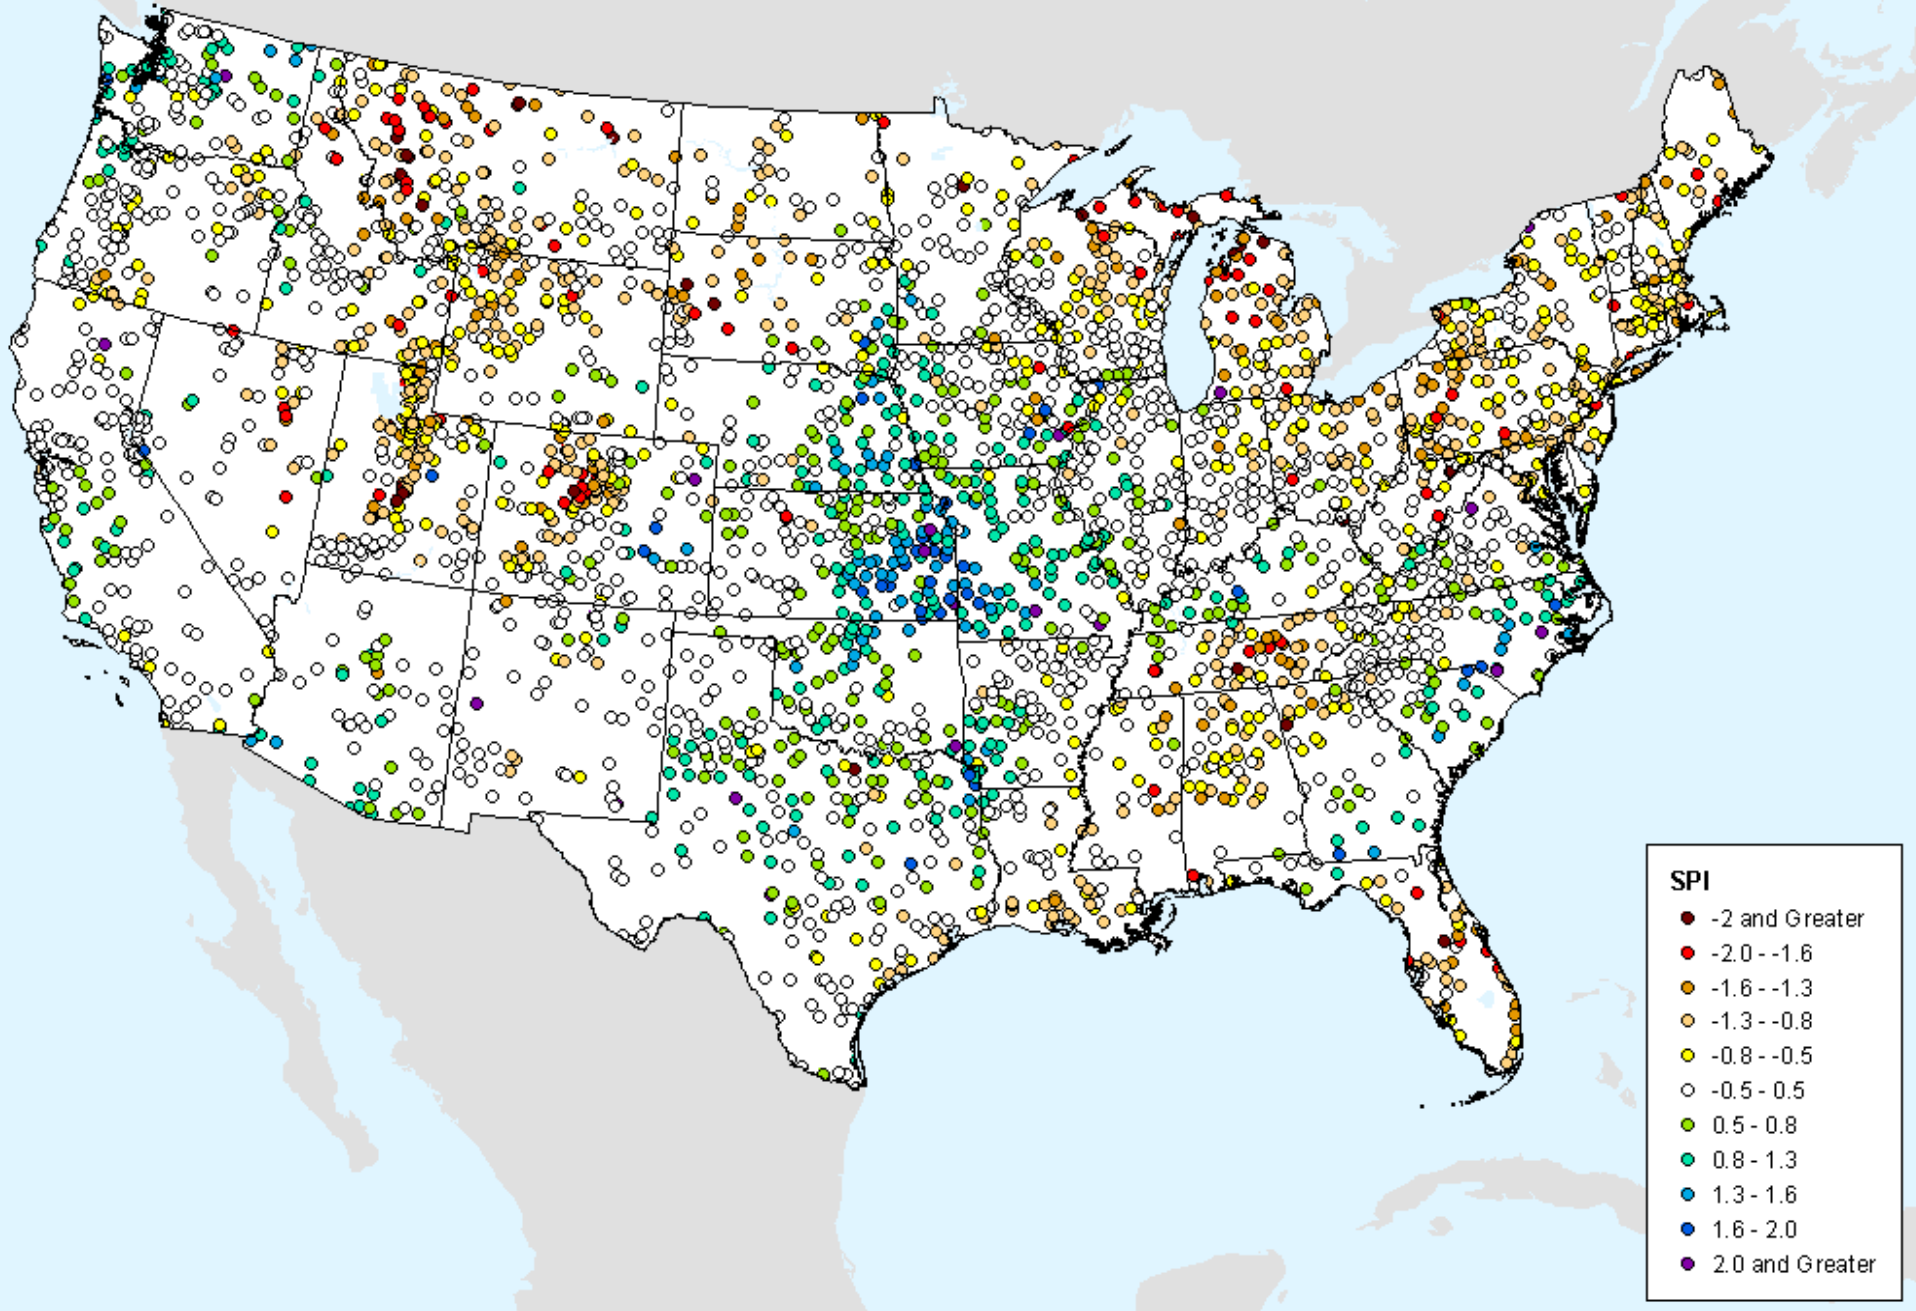 SPI
-2 and Greater
-2.0 - -1.6
-1.6 - -1.3
-1.3 - -0.8
-0.8 - -0.5
-0.5 - 0.5
0.5 - 0.8
0.8 - 1.3
1.3 - 1.6
1.6 - 2.0
2.0 and Greater